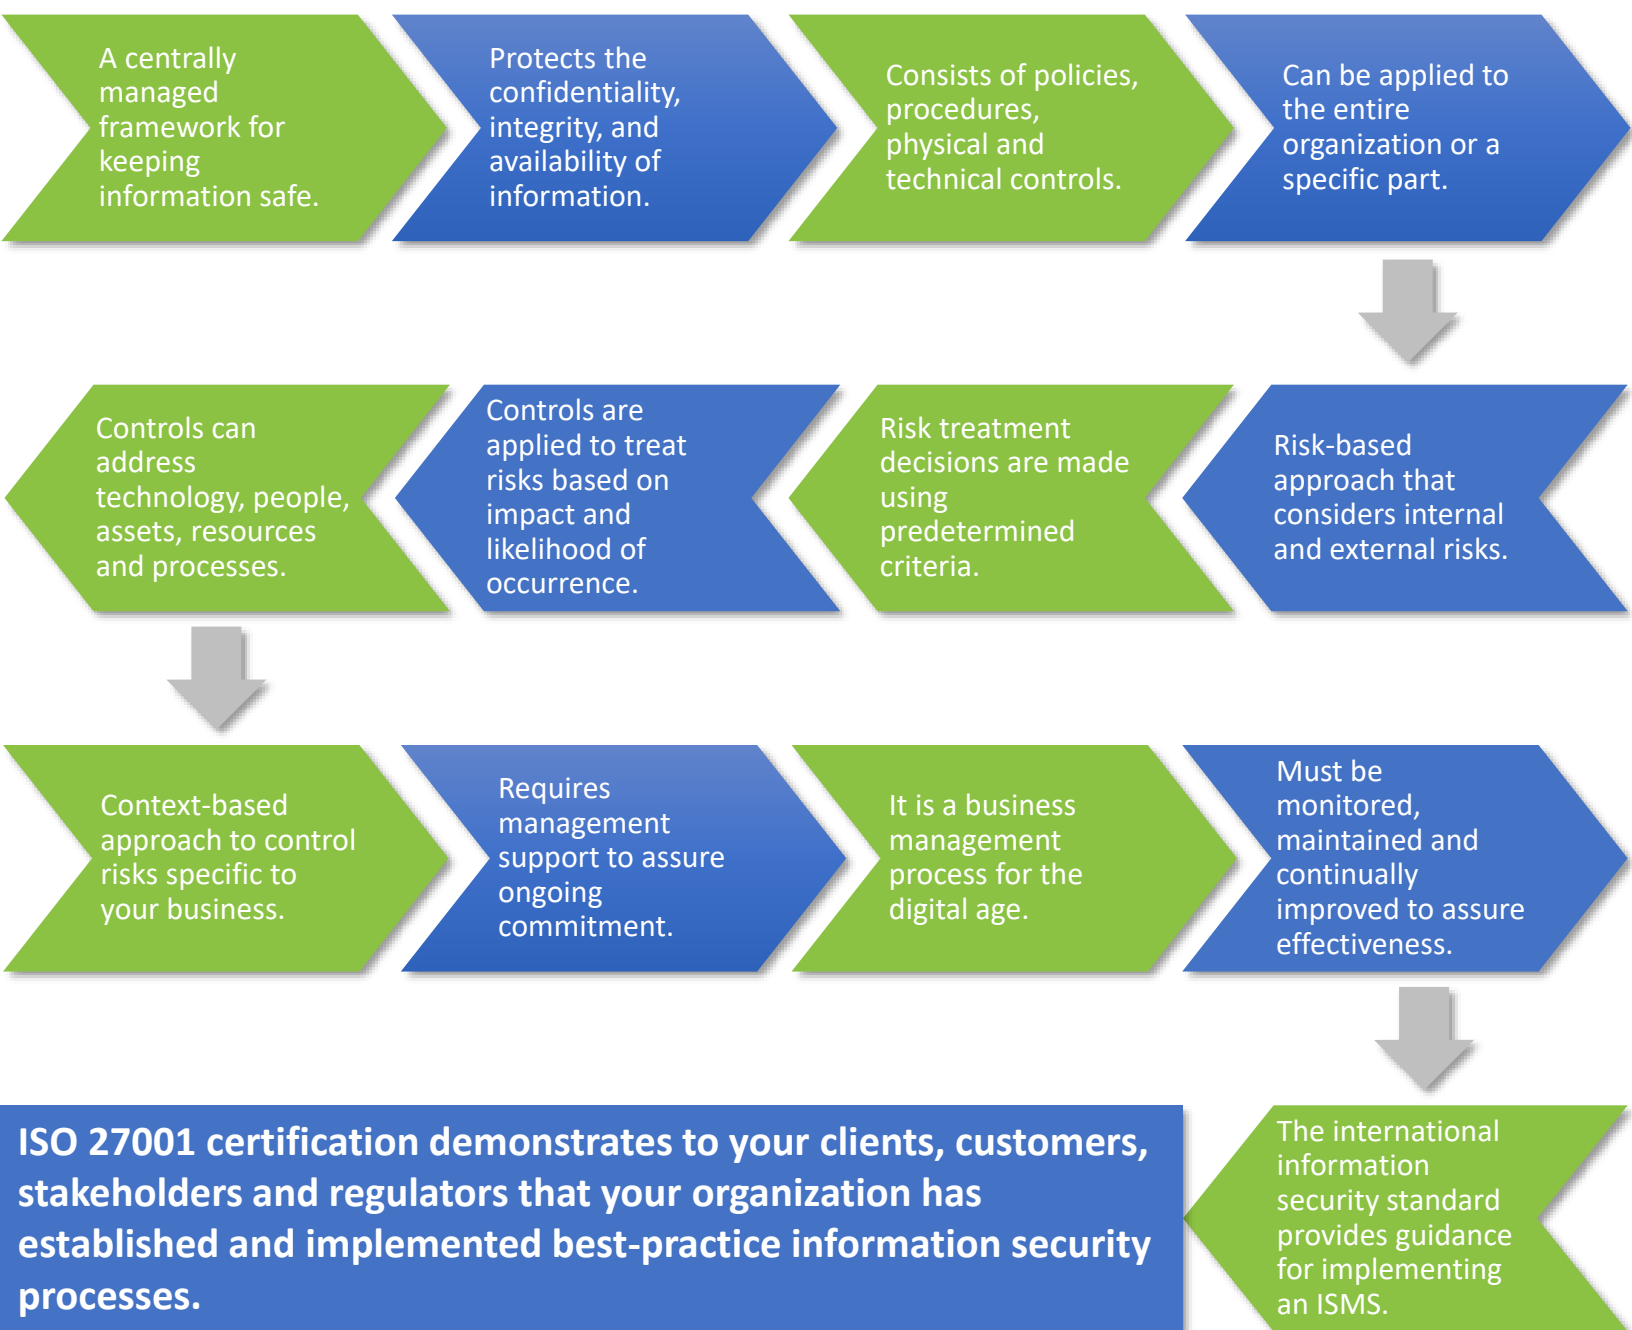 A centrally
managed
framework for
keeping
information safe.
Protects the
confidentiality,
integrity, and
availability of
information.
Consists of policies,
procedures,
physical and
technical controls.
Can be applied to
the entire
organization or a
specific part.
Risk-based
approach that
considers internal
and external risks.
Risk treatment
decisions are made
using
predetermined
criteria.
Controls are
applied to treat
risks based on
impact and
likelihood of
occurrence.
Controls can
address
technology, people,
assets, resources
and processes.
Context-based
approach to control
risks specific to
your business.
Requires
management
support to assure
ongoing
commitment.
It is a business
management
process for the
digital age.
Must be
monitored,
maintained and
continually
improved to assure
effectiveness.
The international
information
security standard
provides guidance
for implementing
an ISMS.
ISO 27001 certification demonstrates to your clients, customers,
stakeholders and regulators that your organization has
established and implemented best-practice information security
processes.